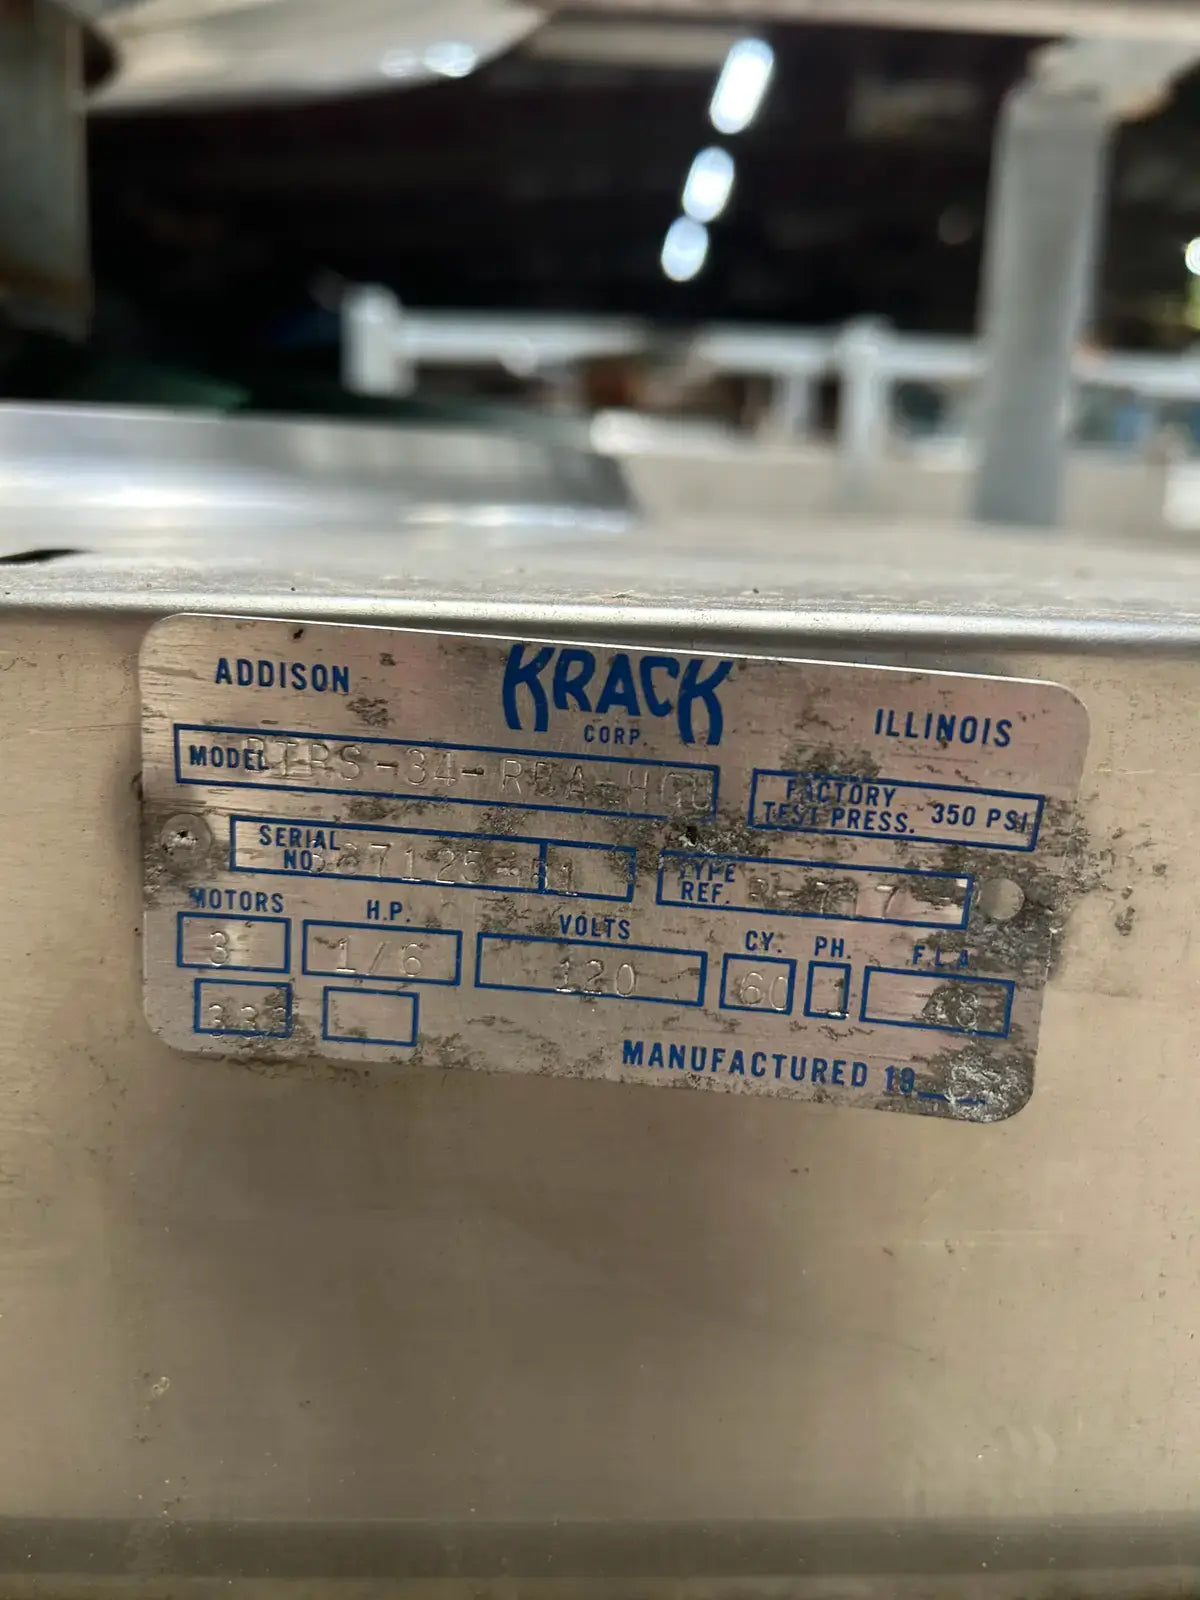 ADDISON KRACK ILLINOIS
CORP.
MODEL
FACTORY
TEST PRESS. 350 PSI
SERIAL
NO.
TYPE
REF.
MOTORS H.P. VOLTS CY. PH. F.L.A.
3 1/6 120 60 1
MANUFACTURED 19